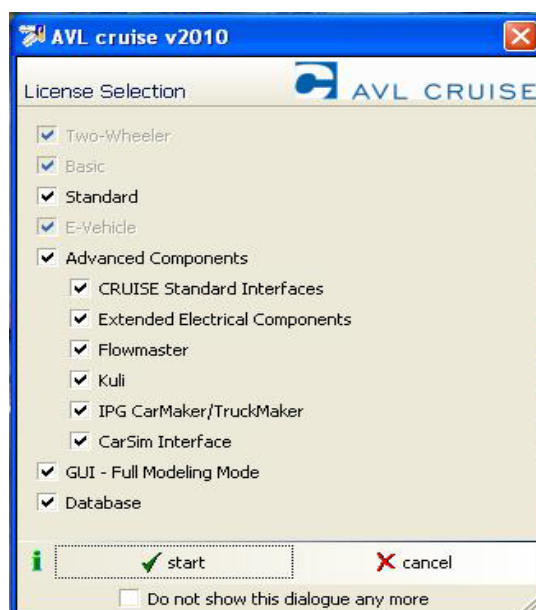 AVL cruise v2010
License Selection AVL CRUISE
Two-Wheeler
Basic
Standard
E-Vehicle
Advanced Components
CRUISE Standard Interfaces
Extended Electrical Components
Flowmaster
Kuli
IPG CarMaker/TruckMaker
CarSim Interface
GUI - Full Modeling Mode
Database
i start cancel
Do not show this dialogue any more